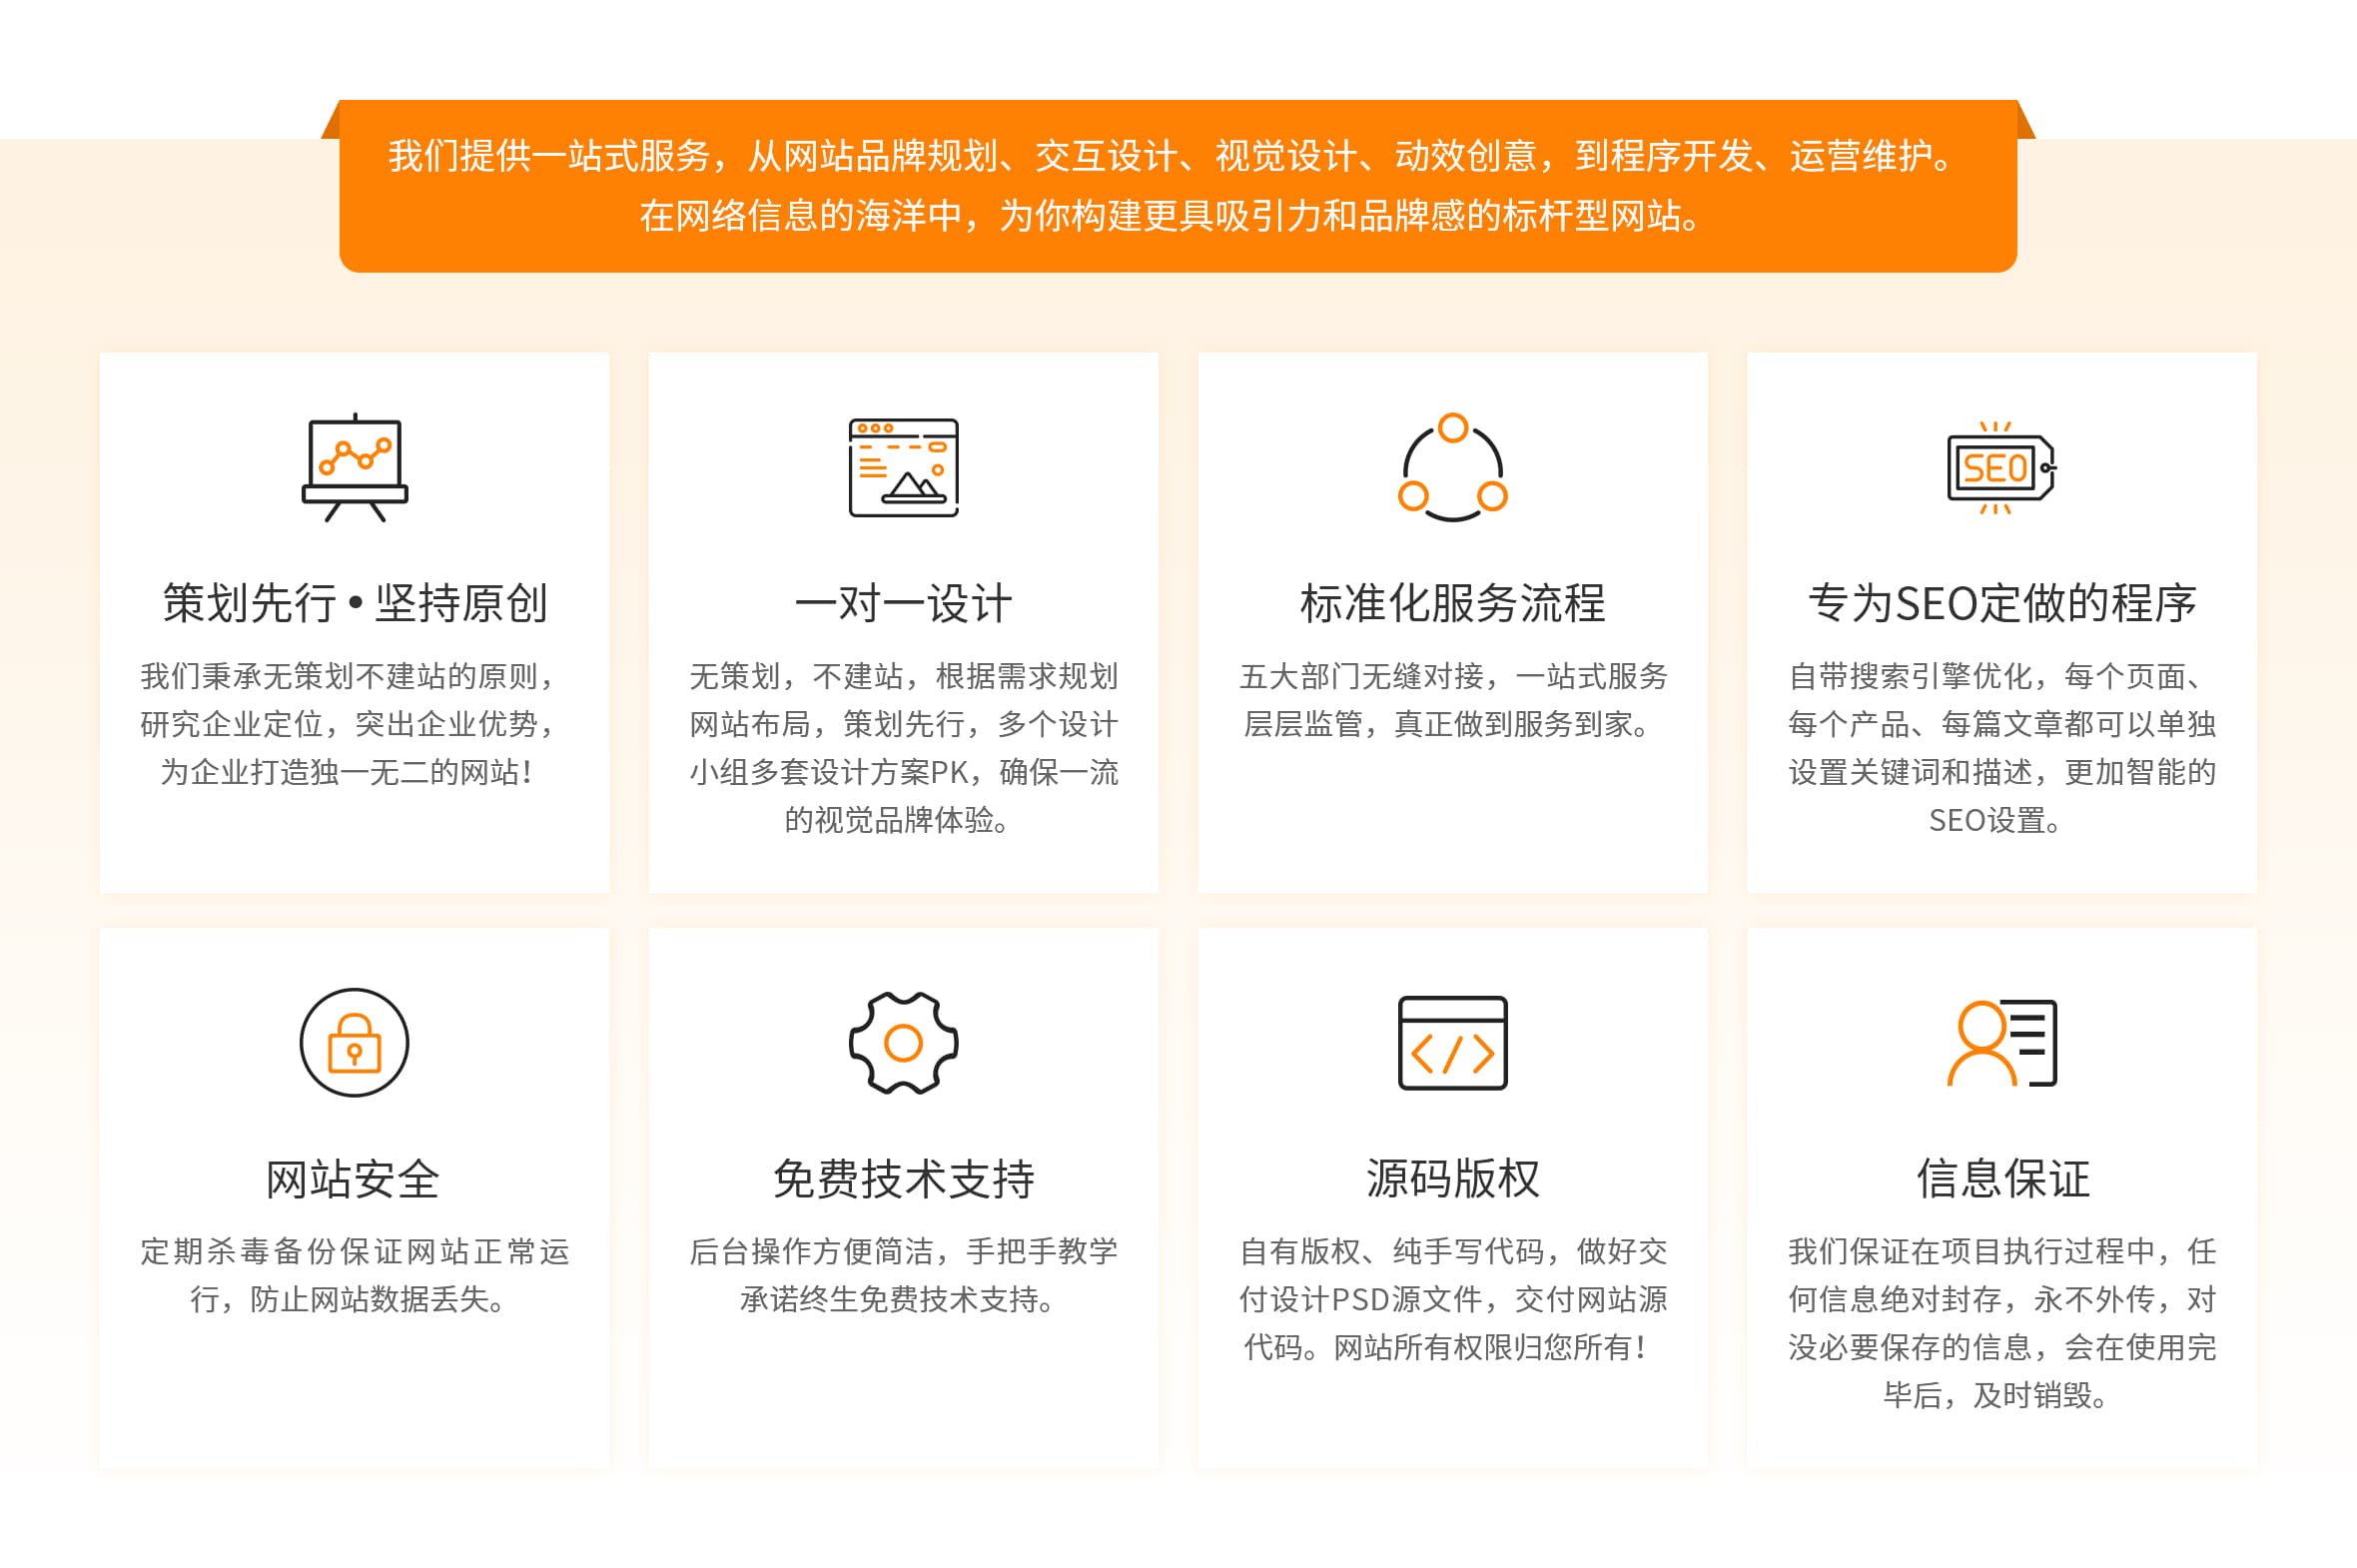 我们提供一站式服务，从网站品牌规划、交互设计、视觉设计、动效创意，到程序开发、运营维护。
在网络信息的海洋中，为你构建更具吸引力和品牌感的标杆型网站。
策划先行•坚持原创
我们秉承无策划不建站的原则，
研究企业定位，突出企业优势，
为企业打造独一无二的网站！
一对一设计
无策划，不建站，根据需求规划
网站布局，策划先行，多个设计
小组多套设计方案PK，确保一流
的视觉品牌体验。
标准化服务流程
五大部门无缝对接，一站式服务
层层监管，真正做到服务到家。
SEO
专为SEO定做的程序
自带搜索引擎优化，每个页面、
每个产品、每篇文章都可以单独
设置关键词和描述，更加智能的
SEO设置。
网站安全
定期杀毒备份保证网站正常运
行，防止网站数据丢失。
免费技术支持
后台操作方便简洁，手把手教学
承诺终生免费技术支持。
源码版权
自有版权、纯手写代码，做好交
付设计PSD源文件，交付网站源
代码。网站所有权限归您所有！
信息保证
我们保证在项目执行过程中，任
何信息绝对封存，永不外传，对
没必要保存的信息，会在使用完
毕后，及时销毁。